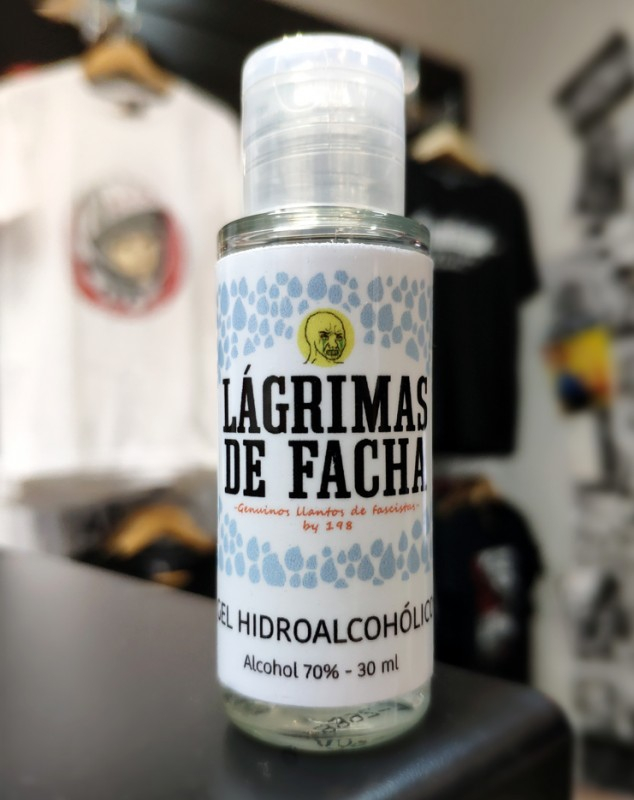 LÁGRIMAS
DE FACHA
-Genuinos llantos de fascistas-
by 198
GEL HIDROALCOHÓLICO
Alcohol 70% - 30 ml